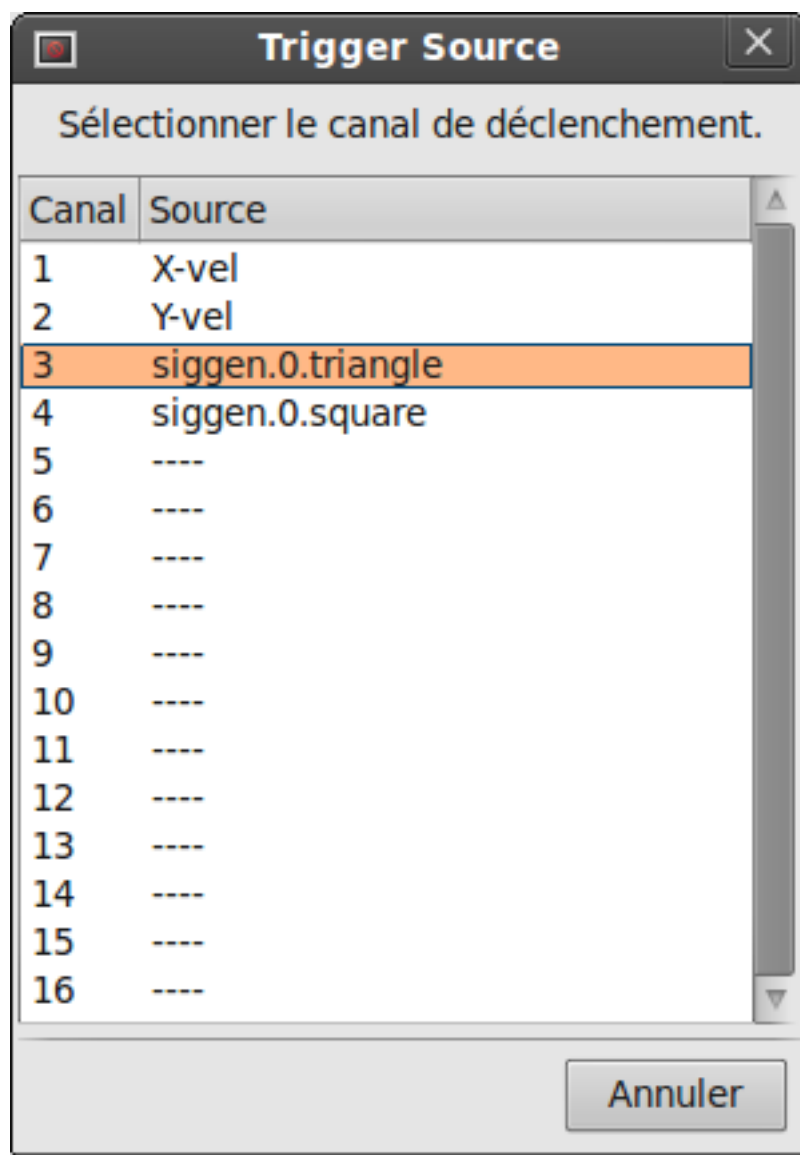 Trigger Source
Sélectionner le canal de déclenchement.
Canal Source
1 X-vel
2 Y-vel
3 siggen.0.triangle
4 siggen.0.square
5 ----
6 ----
7 ----
8 ----
9 ----
10 ----
11 ----
12 ----
13 ----
14 ----
15 ----
16 ----
Annuler